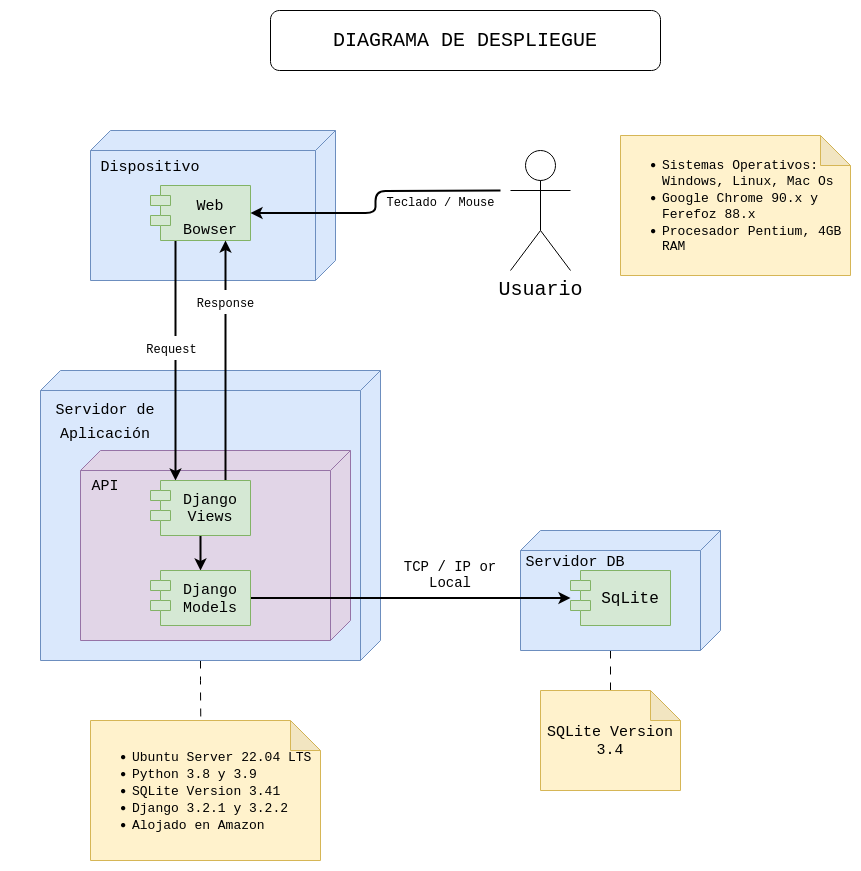 DIAGRAMA DE DESPLIEGUE
Dispositivo
Web
Bowser
Teclado / Mouse
Usuario
Sistemas Operativos:
Windows, Linux, Mac Os
Google Chrome 90.x y
Ferefoz 88.x
Procesador Pentium, 4GB
RAM
Response
Request
Servidor de
Aplicación
API
Django
Views
Django
Models
TCP / IP or
Local
Servidor DB
SqLite
SQLite Version
3.4
Ubuntu Server 22.04 LTS
Python 3.8 y 3.9
SQLite Version 3.41
Django 3.2.1 y 3.2.2
Alojado en Amazon